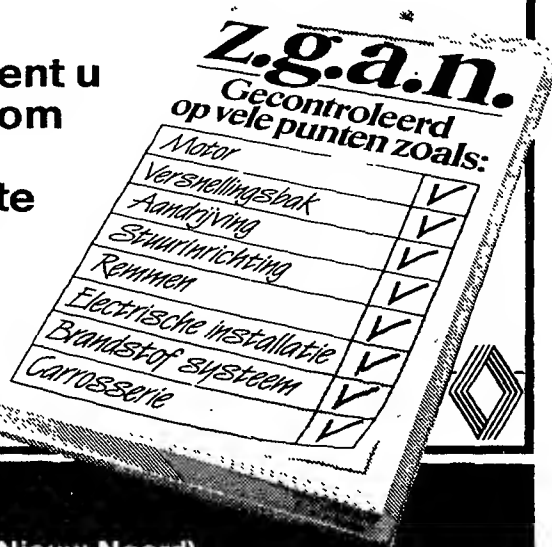 ent u
om
te
z.g.a.n.
Gecontroleerd
op vele punten zoals:
Motor
Versnellingsbak
Aandrijving
Stuurinrichting
Remmen
Electrische installatie
Brandstof systeem
Carrosserie